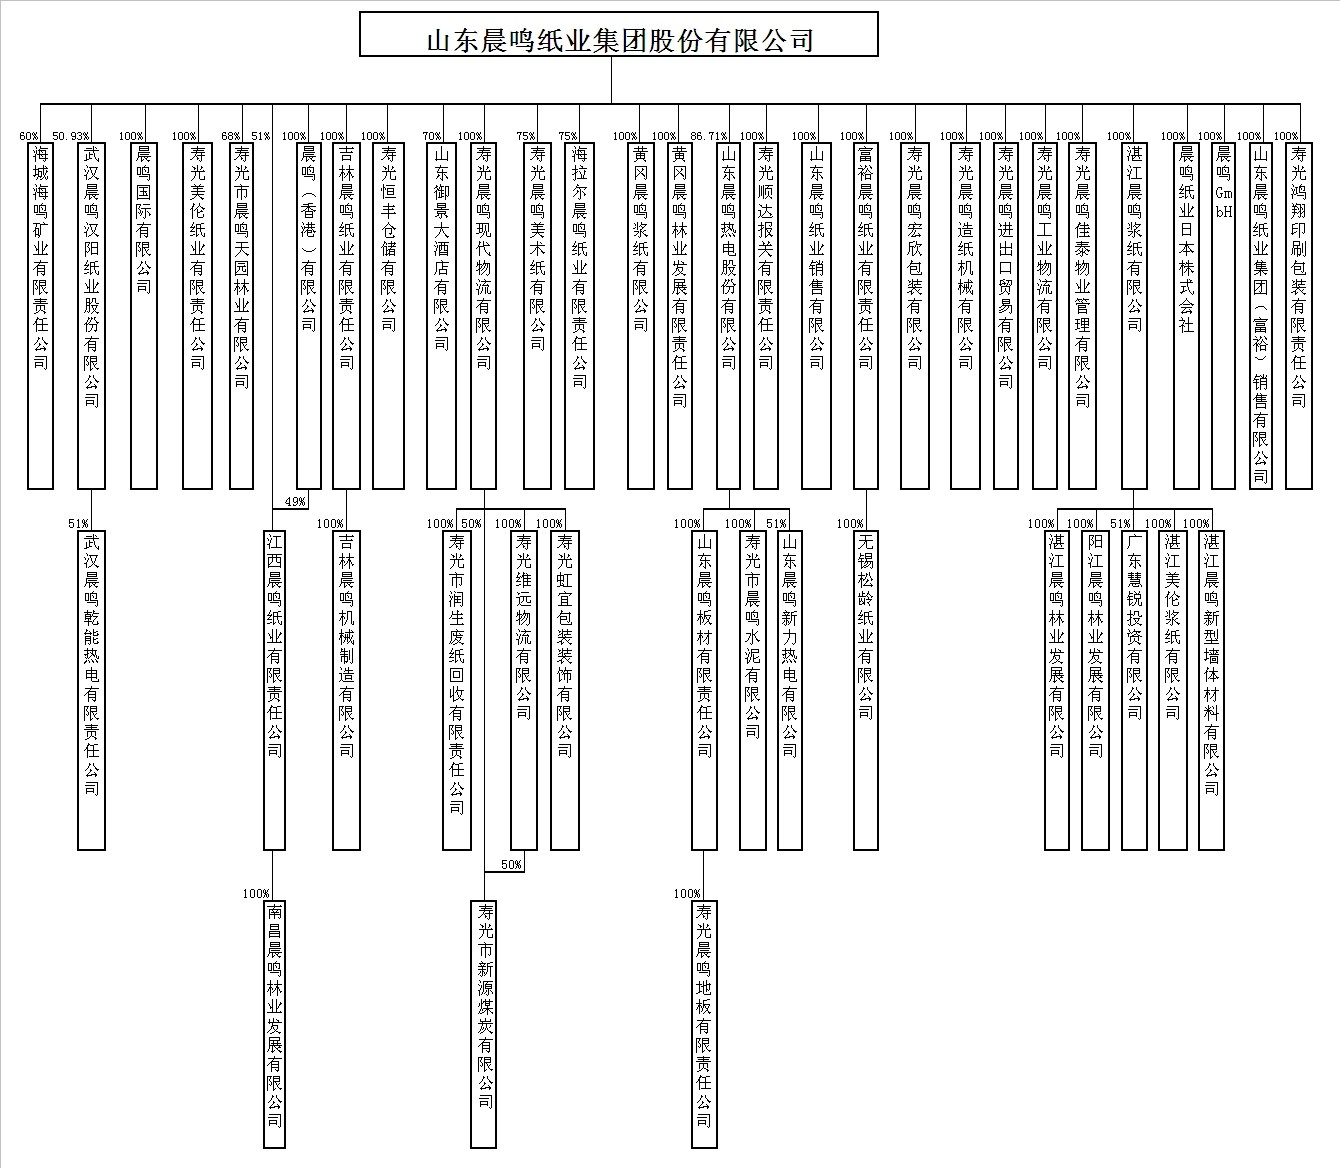 山东晨鸣纸业集团股份有限公司
60%
50.93%
100%
100%
68%
51%
100%
100%
100%
70%
100%
75%
75%
100%
100%
86.71%
100%
100%
100%
100%
100%
100%
100%
100%
100%
100%
100%
100%
100%
海城海鸣矿业有限责任公司
武汉晨鸣汉阳纸业股份有限公司
晨鸣国际有限公司
寿光美伦纸业有限责任公司
寿光市晨鸣天园林业有限公司
晨鸣（香港）有限公司
吉林晨鸣纸业有限责任公司
寿光恒丰仓储有限公司
山东御景大酒店有限公司
寿光晨鸣现代物流有限公司
寿光晨鸣美术纸有限公司
海拉尔晨鸣纸业有限责任公司
黄冈晨鸣浆纸有限公司
黄冈晨鸣林业发展有限责任公司
山东晨鸣热电股份有限公司
寿光顺达报关有限责任公司
山东晨鸣纸业销售有限公司
富裕晨鸣纸业有限责任公司
寿光晨鸣宏欣包装有限公司
寿光晨鸣造纸机械有限公司
寿光晨鸣进出口贸易有限公司
寿光晨鸣工业物流有限公司
寿光晨鸣佳泰物业管理有限公司
湛江晨鸣浆纸有限公司
晨鸣纸业日本株式会社
晨鸣GmbH
山东晨鸣纸业集团（富裕）销售有限公司
寿光鸿翔印刷包装有限责任公司
51%
49%
100%
100%
50%
100%
100%
100%
100%
51%
100%
100%
100%
51%
100%
100%
武汉晨鸣乾能热电有限责任公司
江西晨鸣纸业有限责任公司
吉林晨鸣机械制造有限公司
寿光市润生废纸回收有限责任公司
寿光维远物流有限公司
寿光虹宜包装装饰有限公司
山东晨鸣板材有限责任公司
寿光市晨鸣水泥有限公司
山东晨鸣新力热电有限公司
无锡松龄纸业有限公司
湛江晨鸣林业发展有限公司
阳江晨鸣林业发展有限公司
广东慧锐投资有限公司
湛江美伦浆纸有限公司
湛江晨鸣新型墙体材料有限公司
100%
50%
100%
南昌晨鸣林业发展有限公司
寿光市新源煤炭有限公司
寿光晨鸣地板有限责任公司